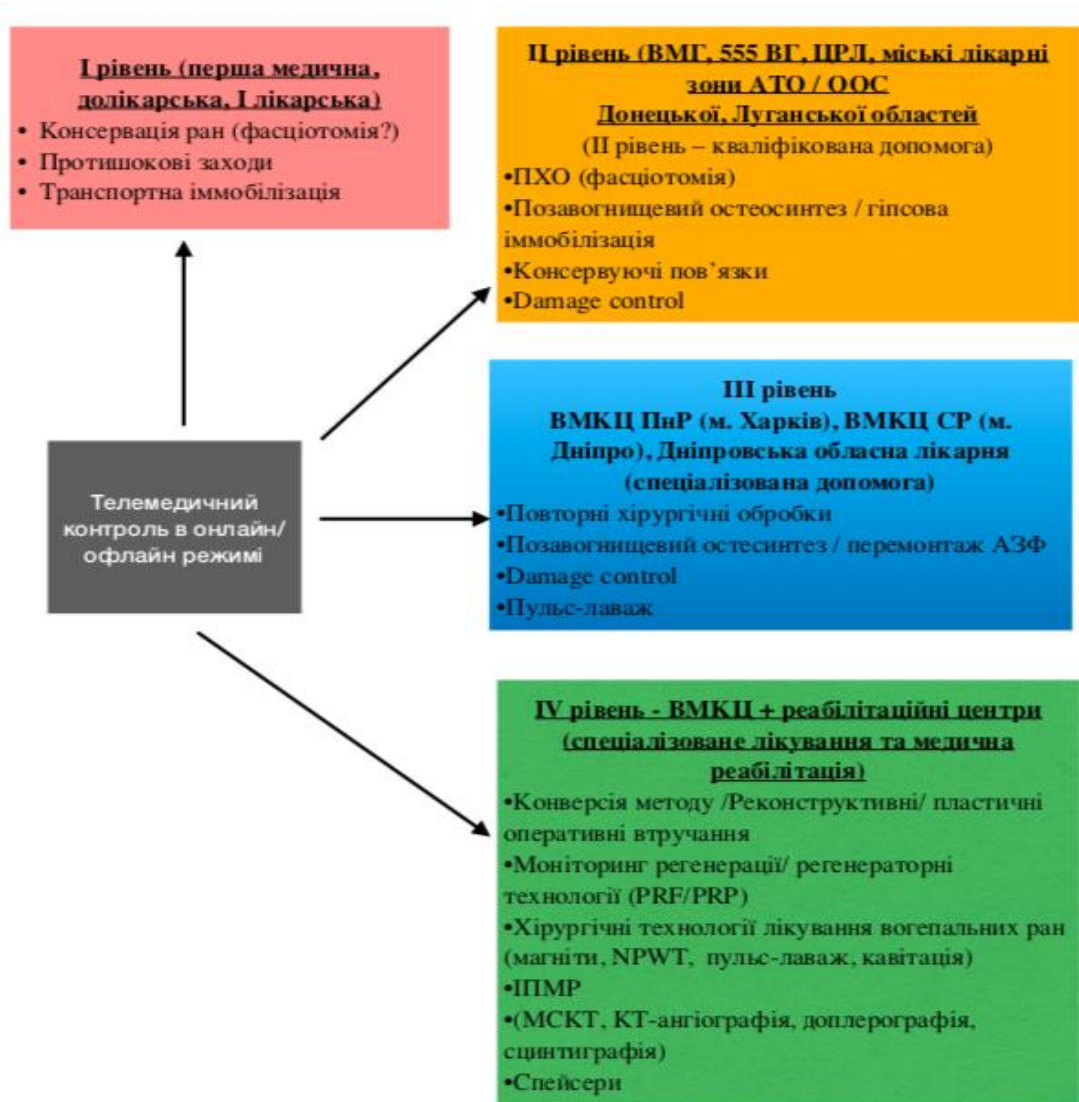 І рівень (перша медична,
долікарська, І лікарська)
• Консервація ран (фасціотомія?)
• Протишокові заходи
• Транспортна іммобілізація
ІІ рівень (ВМГ, 555 ВГ, ЦРЛ, міські лікарні
зони АТО / ООС
Донецької, Луганської областей
(ІІ рівень – кваліфікована допомога)
•ПХО (фасціотомія)
•Позавогнищевий остеосинтез / гіпсова
іммобілізація
•Консервуючі пов’язки
•Damage control
Телемедичний
контроль в онлайн/
офлайн режимі
ІІІ рівень
ВМКЦ ПнР (м. Харків), ВМКЦ СР (м.
Дніпро), Дніпровська обласна лікарня
(спеціалізована допомога)
•Повторні хірургічні обробки
•Позавогнищевий остесинтез / перемонтаж АЗФ
•Damage control
•Пульс-лаваж
IV рівень - ВМКЦ + реабілітаційні центри
(спеціалізоване лікування та медична
реабілітація)
•Конверсія методу /Реконструктивні/ пластичні
оперативні втручання
•Моніторинг регенерації/ регенераторні
технології (PRF/PRP)
•Хірургічні технології лікування вогепальних ран
(магніти, NPWT, пульс-лаваж, кавітація)
•ІПМР
•(МСКТ, КТ-ангіографія, доплерографія,
сцинтиграфія)
•Спейсери